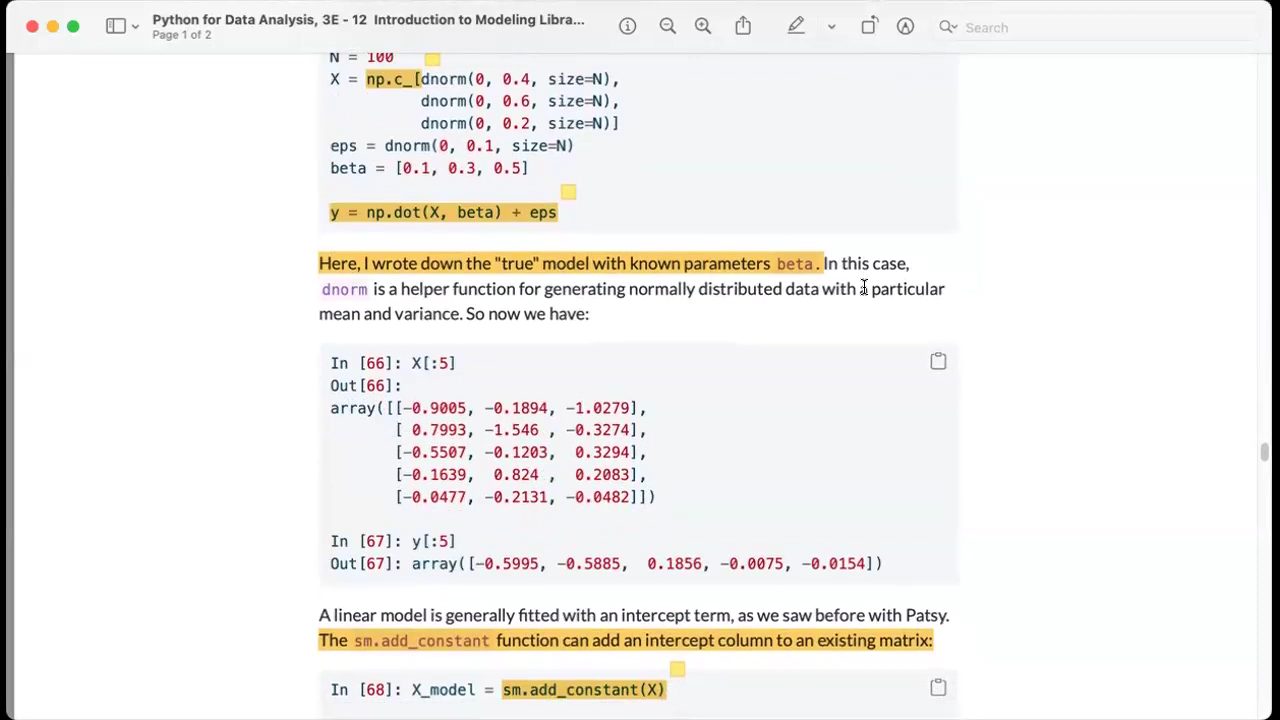 Python for Data Analysis, 3E - 12 Introduction to Modeling Libra...
Page 1 of 2
Search
N = 100
X = np.c_[dnorm(0, 0.4, size=N),
dnorm(0, 0.6, size=N),
dnorm(0, 0.2, size=N)]
eps = dnorm(0, 0.1, size=N)
beta = [0.1, 0.3, 0.5]
y = np.dot(X, beta) + eps
Here, I wrote down the "true" model with known parameters beta. In this case,
dnorm is a helper function for generating normally distributed data with a particular
mean and variance. So now we have:
In [66]: X[:5]
Out[66]:
array([[-0.9005, -0.1894, -1.0279],
[ 0.7993, -1.546 , -0.3274],
[-0.5507, -0.1203, 0.3294],
[-0.1639, 0.824 , 0.2083],
[-0.0477, -0.2131, -0.0482]])
In [67]: y[:5]
Out[67]: array([-0.5995, -0.5885, 0.1856, -0.0075, -0.0154])
A linear model is generally fitted with an intercept term, as we saw before with Patsy.
The sm.add_constant function can add an intercept column to an existing matrix:
In [68]: X_model = sm.add_constant(X)